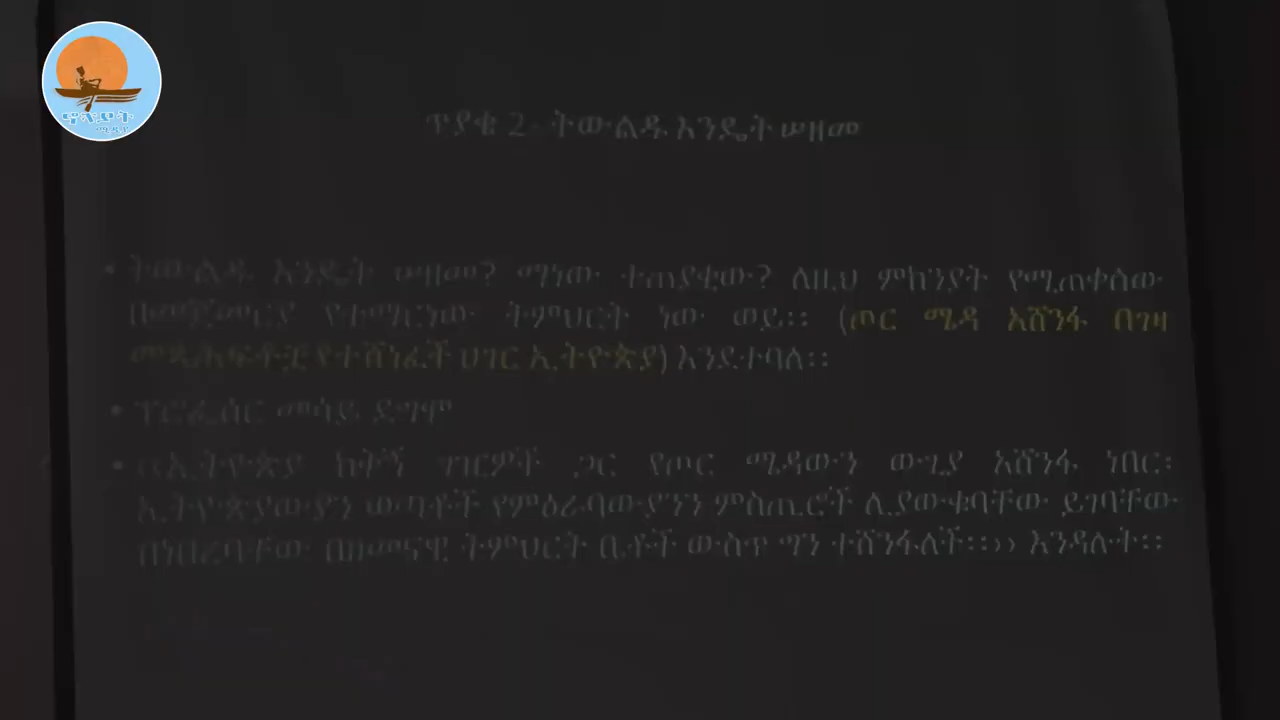 ጥያቄ 2- ትውልዱ እንዴት ሠዘመ
• ትውልዱ እንዴት ሠዘመ? ማነው ተጠያቂው? ለዚህ ምክንያት የሚጠቀሰው
በመጀመርያ የተማርነው ትምህርት ነው ወይ፡፡ (ጦር ሜዳ አሸንፋ በገዛ
መጻሕፍቶቿ የተሸነፈች ሀገር ኢትዮጵያ) እንደተባለ፡፡
• ፕሮፌሰር መሳይ ደግሞ
• ‹‹ኢትዮጵያ ከቅኝ ገዢዎች ጋር የጦር ሜዳውን ውጊያ አሸንፋ ነበር፡
ኢትዮጵያውያን ወጣቶች የምዕራባውያንን ምስጢሮች ሊያውቁባቸው ይገባቸው
በነበረባቸው በዘመናዊ ትምህርት ቤቶች ውስጥ ግን ተሸንፋለች፡፡›› እንዳሉት፡፡
ሚዲያ